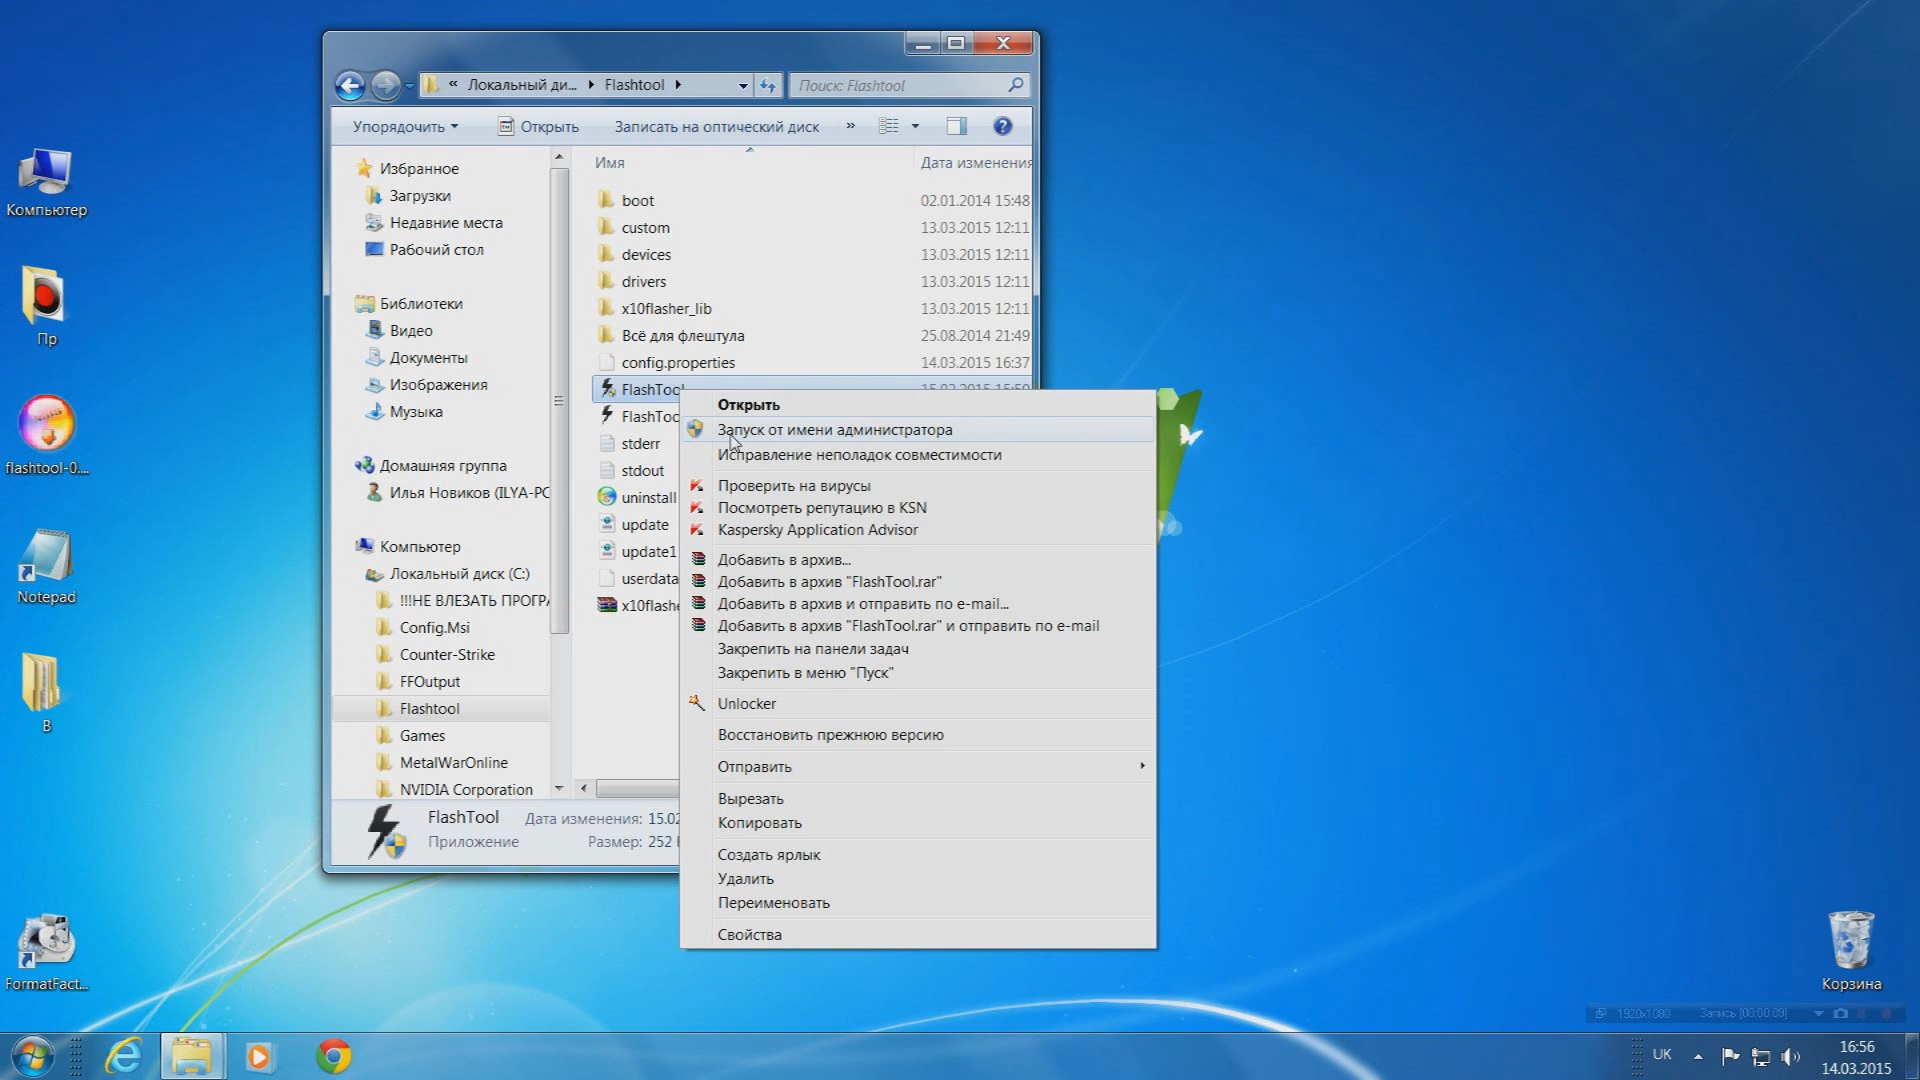 Компьютер
Пр
flashtool-0....
Notepad
В
FormatFact...
« Локальный ди... Flashtool
Поиск: Flashtool
Упорядочить
Открыть
Записать на оптический диск
»
Избранное
Загрузки
Недавние места
Рабочий стол
Библиотеки
Видео
Документы
Изображения
Музыка
Домашняя группа
Илья Новиков (ILYA-PC
Компьютер
Локальный диск (C:)
!!!НЕ ВЛЕЗАТЬ ПРОГРА
Config.Msi
Counter-Strike
FFOutput
Flashtool
Games
MetalWarOnline
NVIDIA Corporation
Имя Дата изменения
boot 02.01.2014 15:48
custom 13.03.2015 12:11
devices 13.03.2015 12:11
drivers 13.03.2015 12:11
x10flasher_lib 13.03.2015 12:11
Всё для флештула 25.08.2014 21:49
config.properties 14.03.2015 16:37
FlashTool
FlashToo
stderr
stdout
uninstall
update
update1
userdata
x10flashe
FlashTool Дата изменения: 15.02
Приложение Размер: 252
Открыть
Запуск от имени администратора
Исправление неполадок совместимости
Проверить на вирусы
Посмотреть репутацию в KSN
Kaspersky Application Advisor
Добавить в архив...
Добавить в архив "FlashTool.rar"
Добавить в архив и отправить по e-mail...
Добавить в архив "FlashTool.rar" и отправить по e-mail
Закрепить на панели задач
Закрепить в меню "Пуск"
Unlocker
Восстановить прежнюю версию
Отправить
Вырезать
Копировать
Создать ярлык
Удалить
Переименовать
Свойства
Корзина
1920x1080 Запись [00:00:09]
UK
16:56
14.03.2015